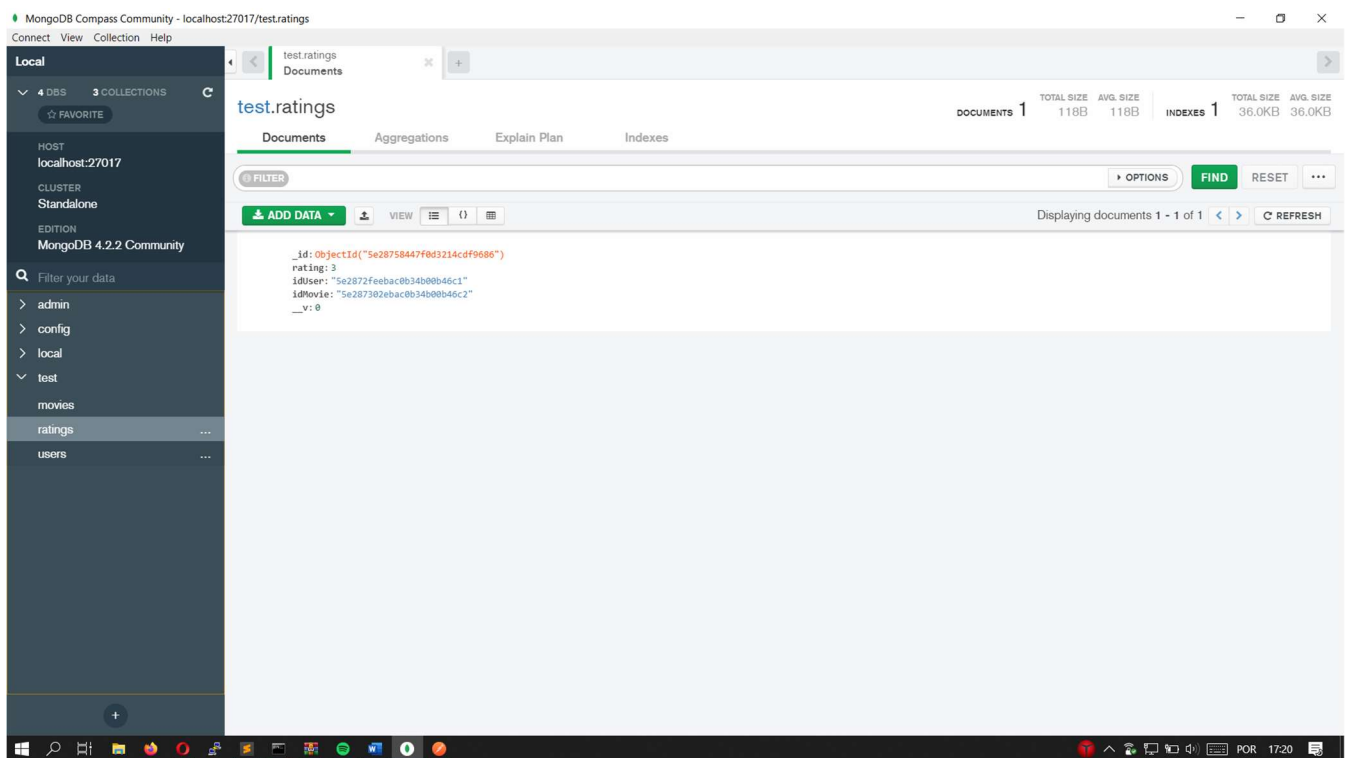 MongoDB Compass Community - localhost:27017/test.ratings
Connect View Collection Help
Local
4 DBS 3 COLLECTIONS
FAVORITE
HOST
localhost:27017
CLUSTER
Standalone
EDITION
MongoDB 4.2.2 Community
Filter your data
admin
config
local
test
movies
ratings ...
users ...
test.ratings
Documents
test.ratings
DOCUMENTS 1 TOTAL SIZE 118B AVG. SIZE 118B INDEXES 1 TOTAL SIZE 36.0KB AVG. SIZE 36.0KB
Documents Aggregations Explain Plan Indexes
FILTER OPTIONS FIND RESET ...
ADD DATA VIEW {} Displaying documents 1 - 1 of 1 < > REFRESH
_id: ObjectId("5e28758447f0d3214cdf9686")
rating: 3
idUser: "5e2872feebac0b34b00b46c1"
idMovie: "5e287302ebac0b34b00b46c2"
__v: 0
POR 17:20